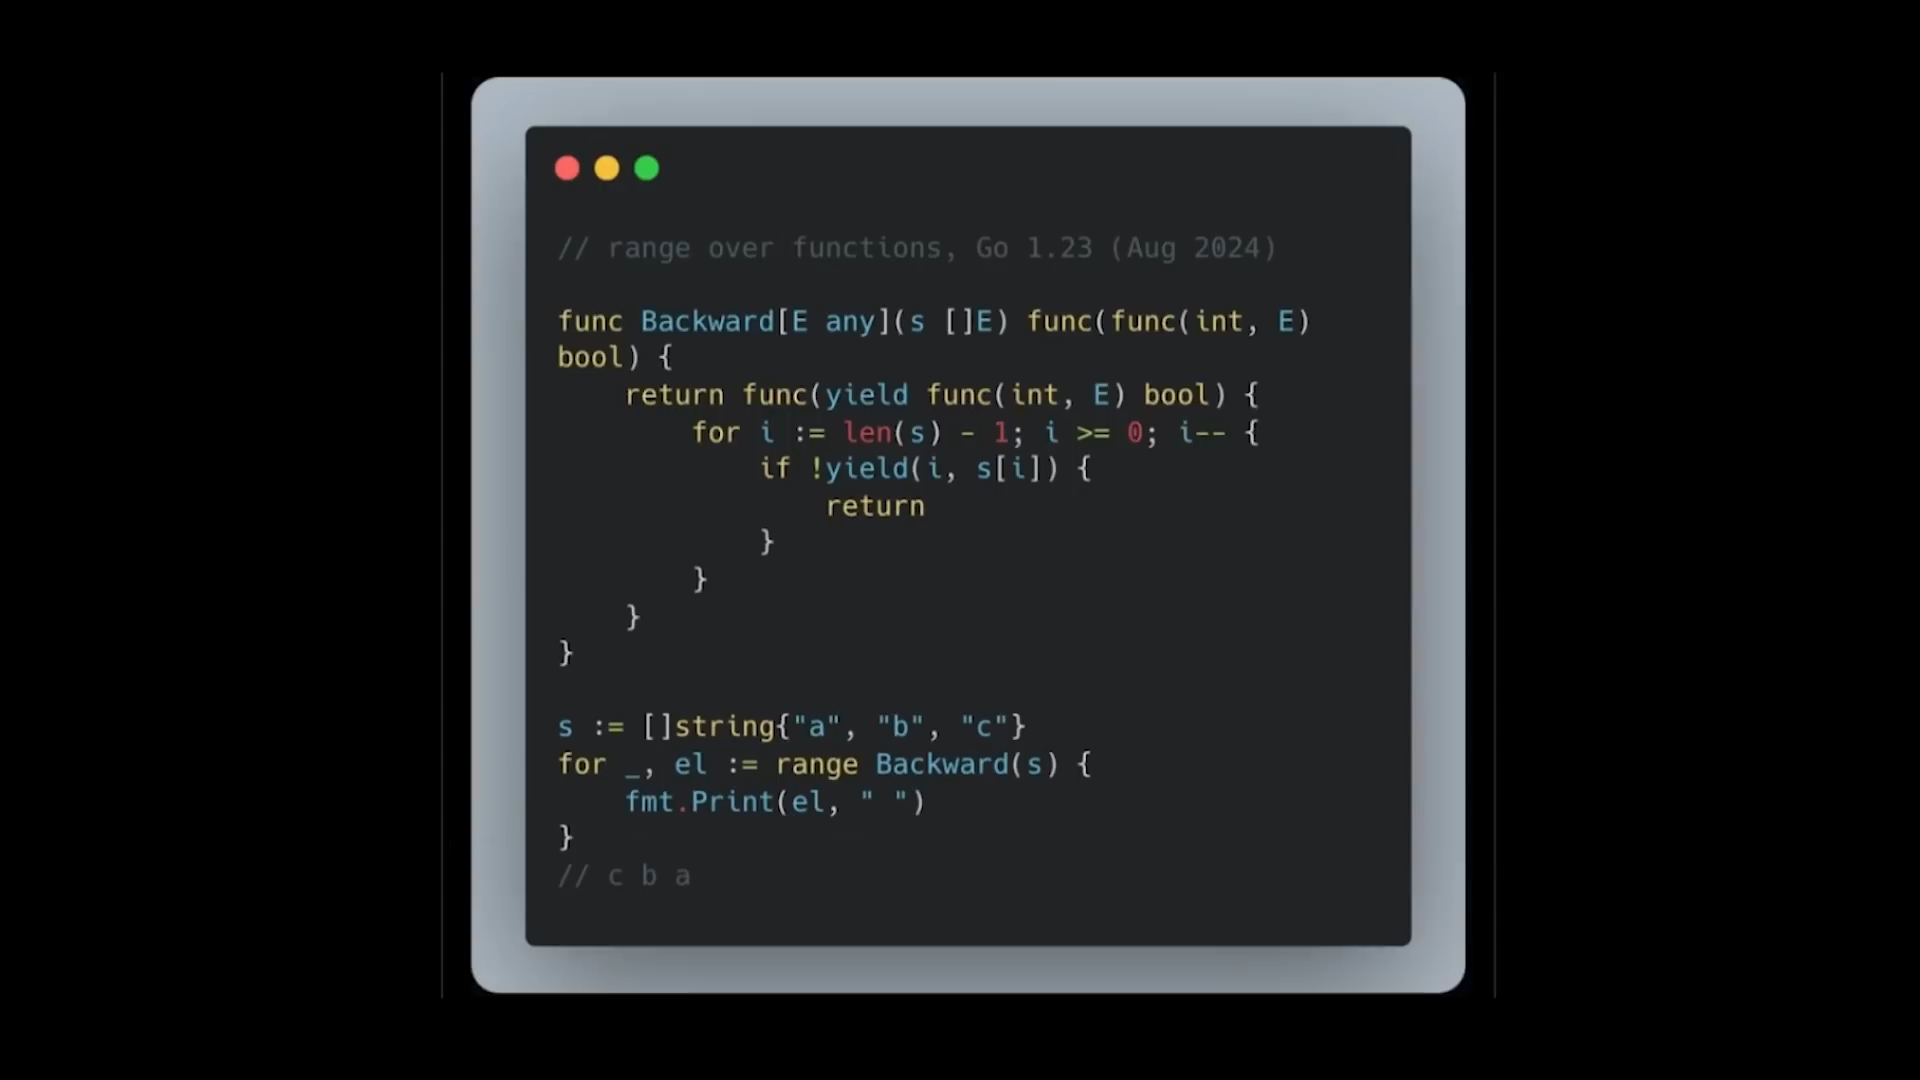 // range over functions, Go 1.23 (Aug 2024)
func Backward[E any](s []E) func(func(int, E)
bool) {
    return func(yield func(int, E) bool) {
        for i := len(s) - 1; i >= 0; i-- {
            if !yield(i, s[i]) {
                return
            }
        }
    }
}
s := []string{"a", "b", "c"}
for _, el := range Backward(s) {
    fmt.Print(el, " ")
}
// c b a